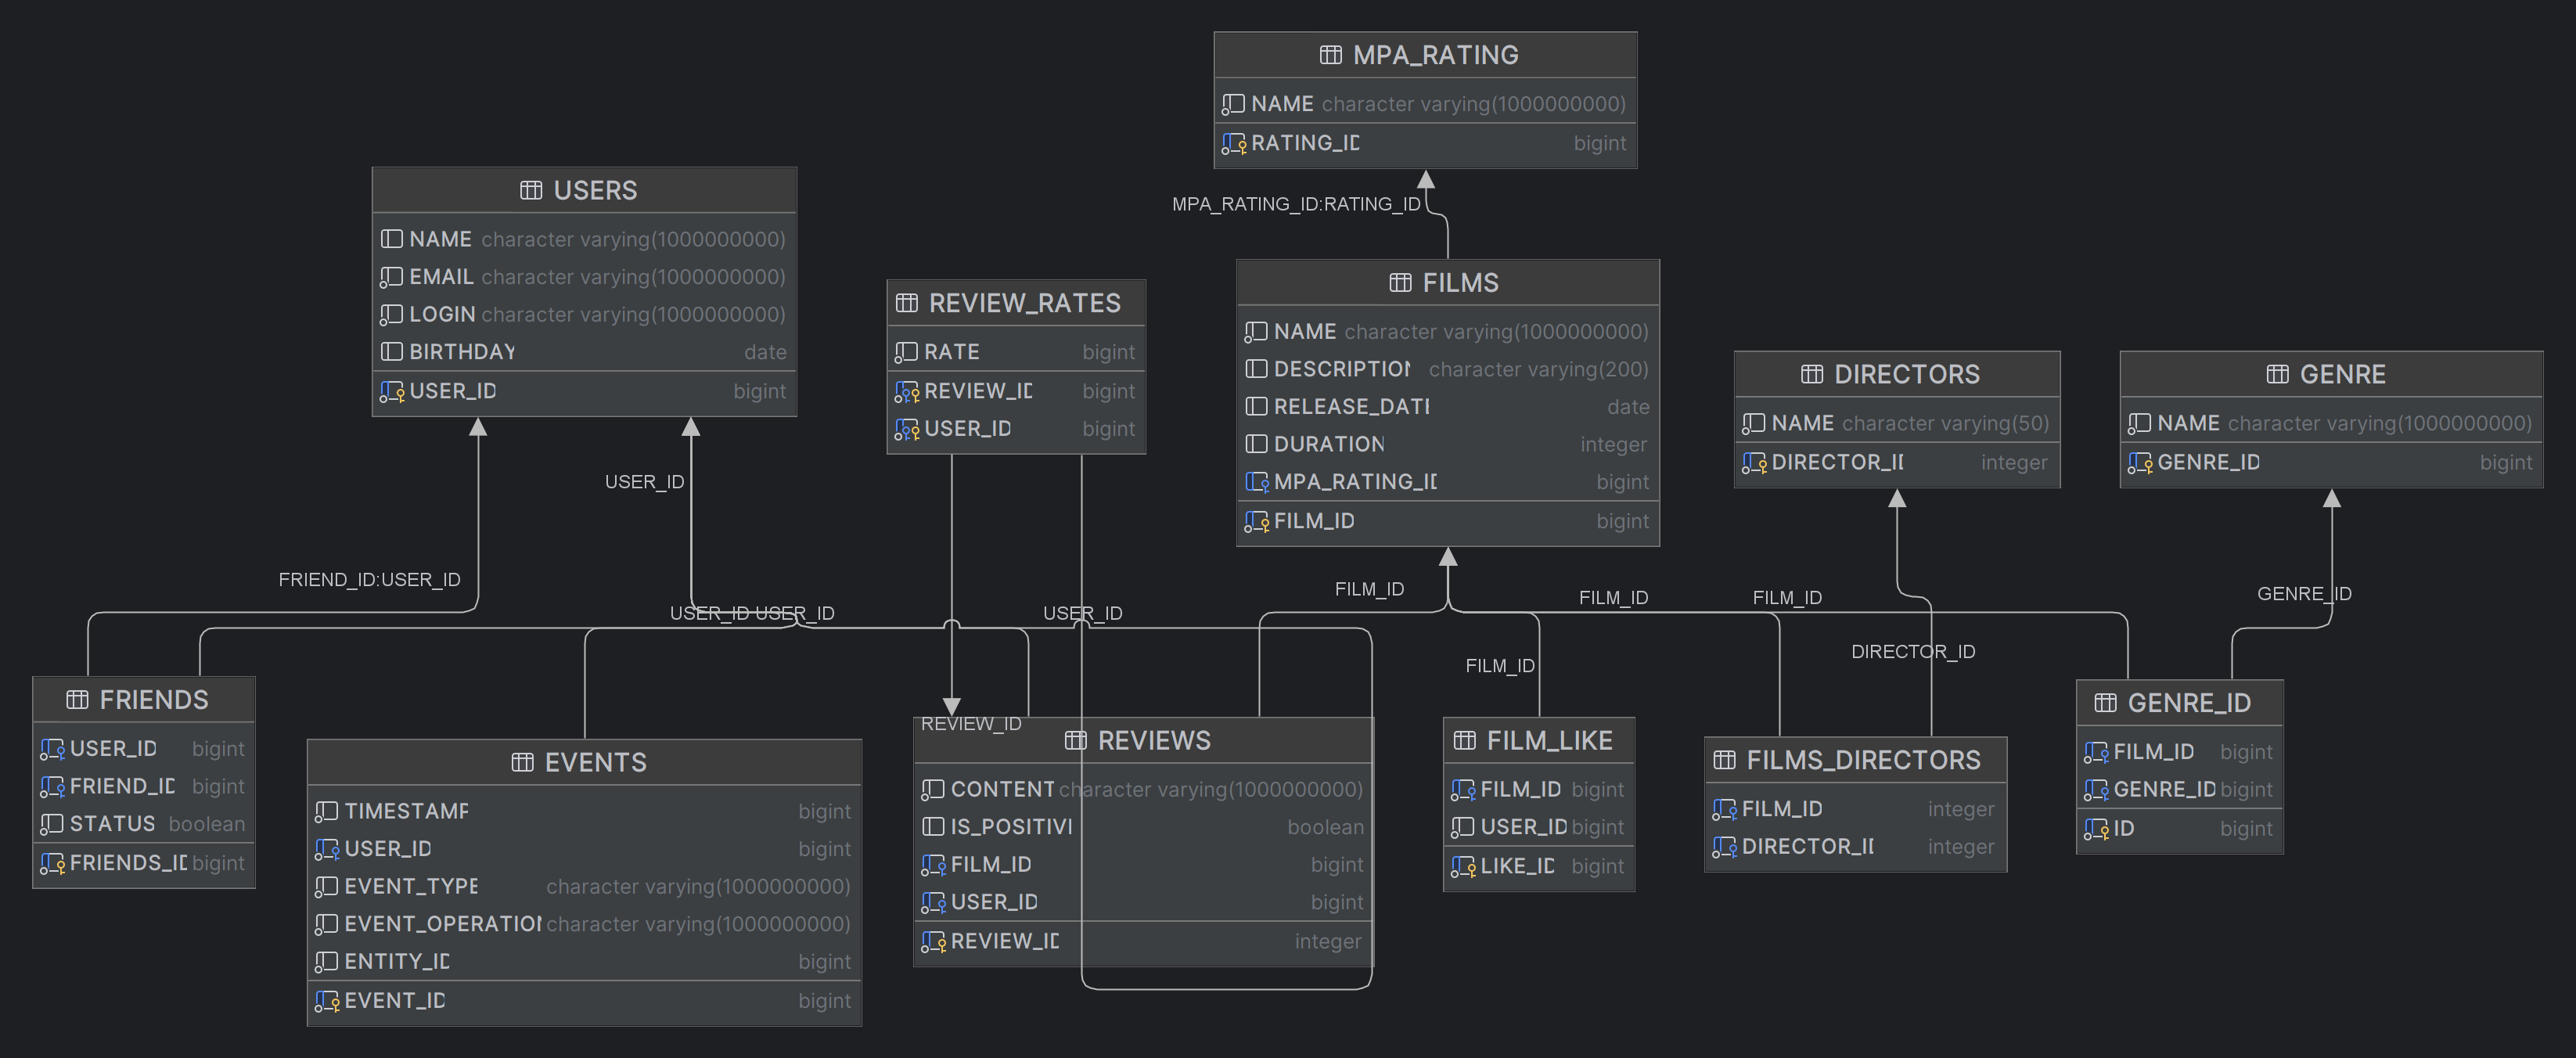 MPA_RATING
NAME character varying(1000000000)
RATING_ID bigint
MPA_RATING_ID:RATING_ID
USERS
NAME character varying(1000000000)
EMAIL character varying(1000000000)
LOGIN character varying(1000000000)
BIRTHDAY date
USER_ID bigint
REVIEW_RATES
RATE bigint
REVIEW_ID bigint
USER_ID bigint
FILMS
NAME character varying(1000000000)
DESCRIPTION character varying(200)
RELEASE_DATE date
DURATION integer
MPA_RATING_ID bigint
FILM_ID bigint
DIRECTORS
NAME character varying(50)
DIRECTOR_ID integer
GENRE
NAME character varying(1000000000)
GENRE_ID bigint
USER_ID
FRIEND_ID:USER_ID
USER_ID
USER_ID
USER_ID
FILM_ID
FILM_ID
FILM_ID
GENRE_ID
FILM_ID
DIRECTOR_ID
FRIENDS
USER_ID bigint
FRIEND_ID bigint
STATUS boolean
FRIENDS_ID bigint
EVENTS
TIMESTAMP bigint
USER_ID bigint
EVENT_TYPE character varying(1000000000)
EVENT_OPERATION character varying(1000000000)
ENTITY_ID bigint
EVENT_ID bigint
REVIEW_ID
REVIEWS
CONTENT character varying(1000000000)
IS_POSITIVE boolean
FILM_ID bigint
USER_ID bigint
REVIEW_ID integer
FILM_LIKE
FILM_ID bigint
USER_ID bigint
LIKE_ID bigint
FILMS_DIRECTORS
FILM_ID integer
DIRECTOR_ID integer
GENRE_ID
FILM_ID bigint
GENRE_ID bigint
ID bigint